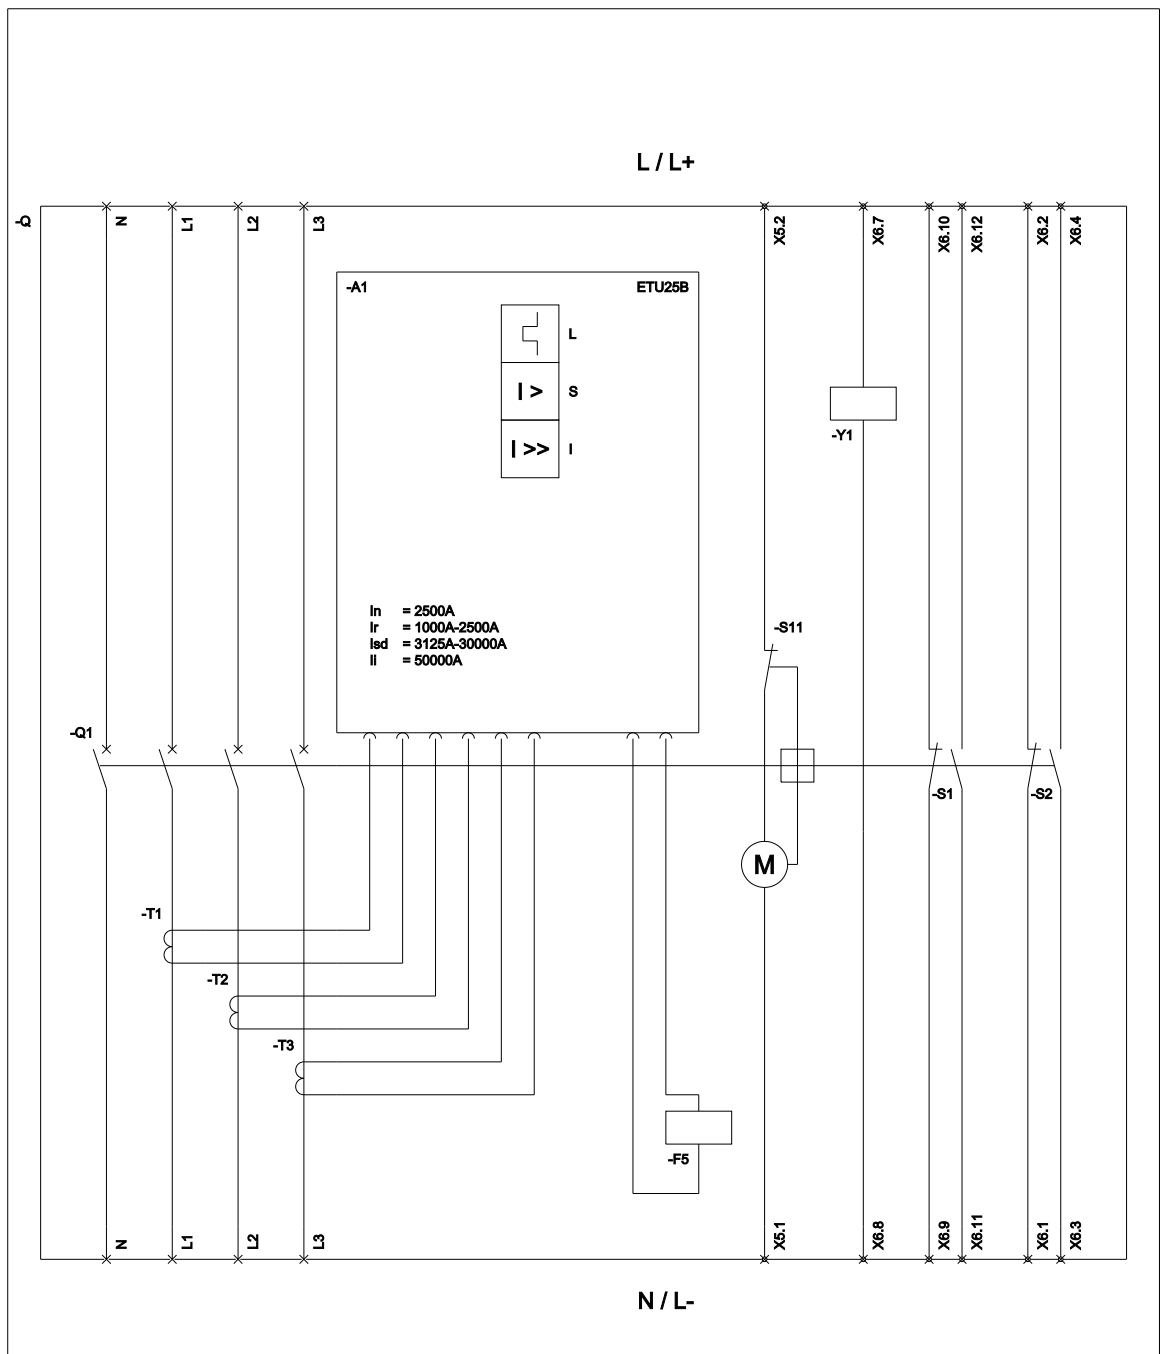 L / L+
-Q
N
L1
L2
L3
X5.2
X6.7
X6.10
X6.12
X6.2
X6.4
-A1
ETU25B
L
I >
S
I >>
I
-Y1
In = 2500A
Ir = 1000A-2500A
Isd = 3125A-30000A
Ii = 50000A
-S11
-Q1
-S1
-S2
M
-T1
-T2
-T3
-F5
N
L1
L2
L3
X5.1
X6.8
X6.9
X6.11
X6.1
X6.3
N / L-